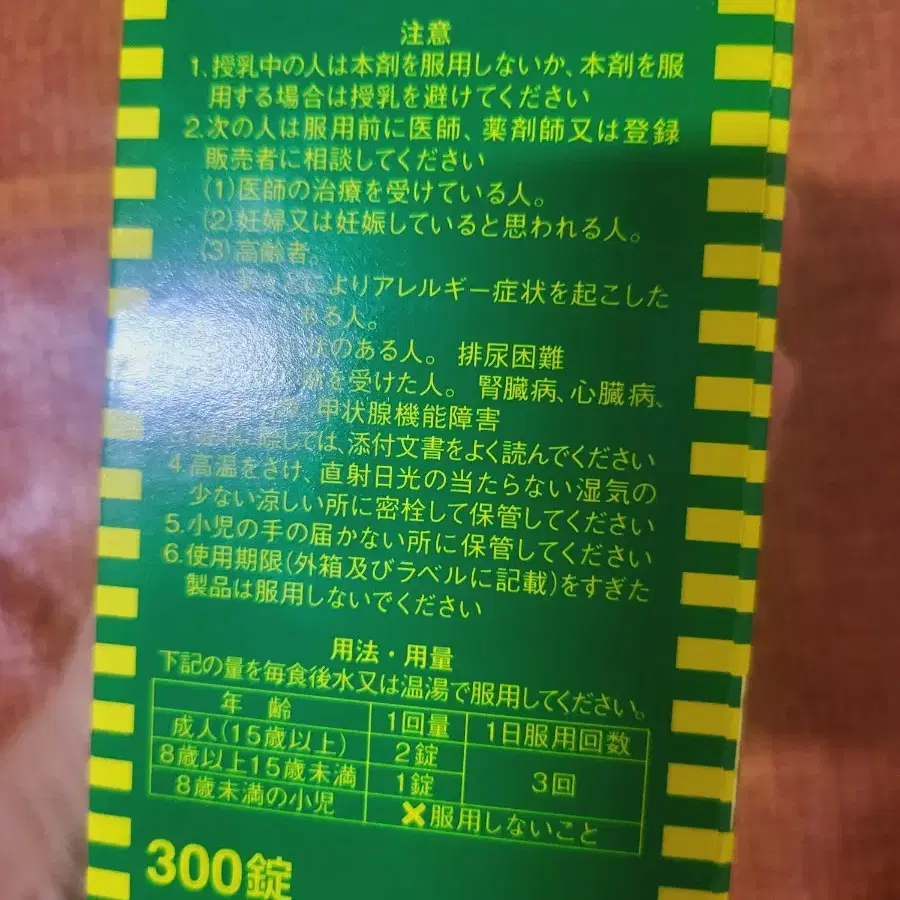 注意
1.授乳中の人は本剤を服用しないか、本剤を服
用する場合は授乳を避けてください
2.次の人は服用前に医師、薬剤師又は登録
販売者に相談してください
(1)医師の治療を受けている人。
(2)妊婦又は妊娠していると思われる人。
(3)高齢者。
によりアレルギー症状を起こした
ある人。
状のある人。 排尿困難
を受けた人。 腎臓病、心臓病、
甲状腺機能障害
際しては、添付文書をよく読んでください
4.高温をさけ、直射日光の当たらない湿気の
少ない涼しい所に密栓して保管してください
5.小児の手の届かない所に保管してください
6.使用期限(外箱及びラベルに記載)をすぎた
製品は服用しないでください
用法・用量
下記の量を毎食後水又は温湯で服用してください。
年 齢 1回量 1日服用回数
成人(15歳以上) 2錠 3回
8歳以上15歳未満 1錠
8歳未満の小児 ✕服用しないこと
300錠